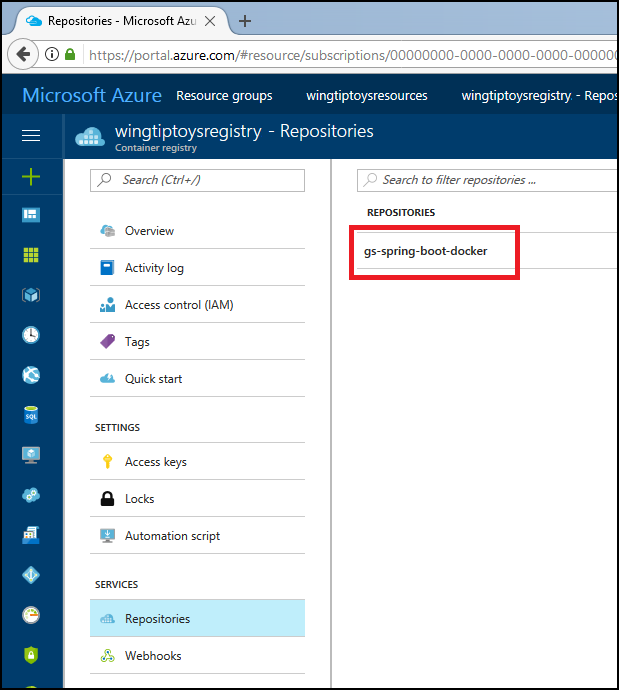 Repositories - Microsoft Azu
https://portal.azure.com/#resource/subscriptions/00000000-0000-0000-0000-000000
Microsoft Azure Resource groups wingtiptoysresources wingtiptoysregistry - Repos
wingtiptoysregistry - Repositories
Container registry
Search (Ctrl+/)
Overview
Activity log
Access control (IAM)
Tags
Quick start
SETTINGS
Access keys
Locks
Automation script
SERVICES
Repositories
Webhooks
Search to filter repositories ...
REPOSITORIES
gs-spring-boot-docker
SQL